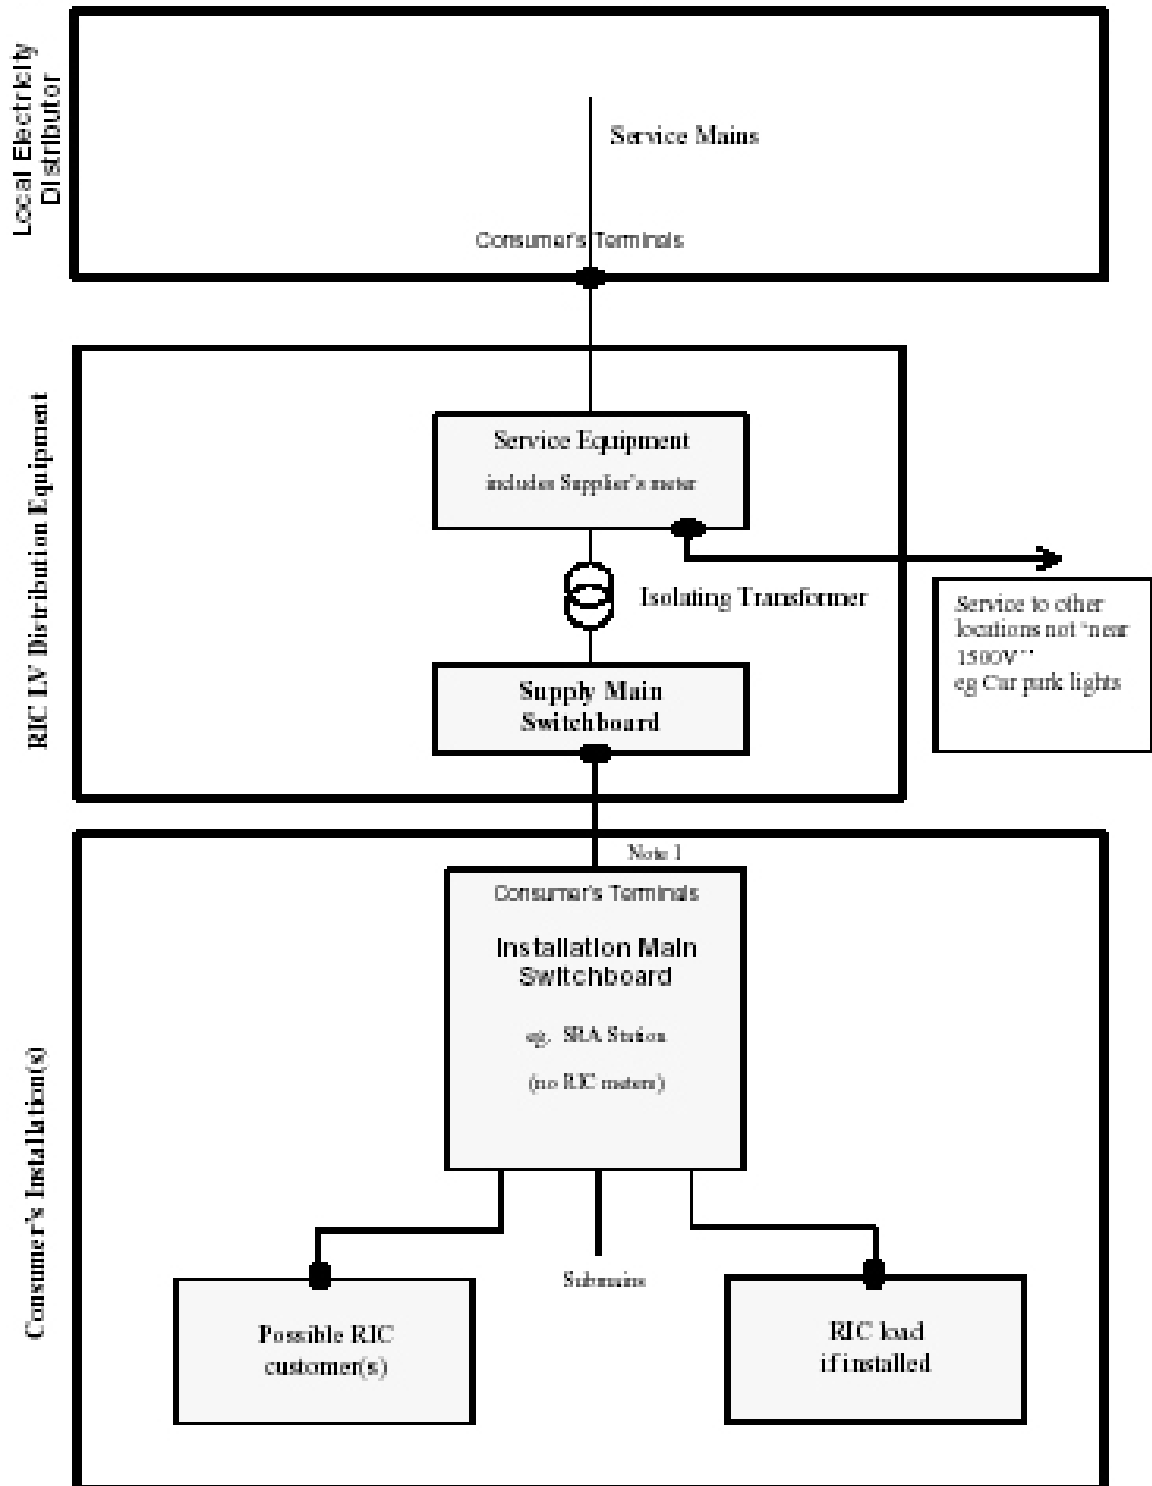 Local Electricity
Distributor
Service Mains
Consumer's Terminals
RIC LV Distribution Equipment
Service Equipment
includes Supplier's meter
Isolating Transformer
Service to other
locations not "near
1500V"
eg Car park lights
Supply Main
Switchboard
Consumer's Installation(s)
Note 1
Consumer's Terminals
Installation Main
Switchboard
eg. SRA Station
(no RIC meters)
Submains
Possible RIC
customer(s)
RIC load
if installed